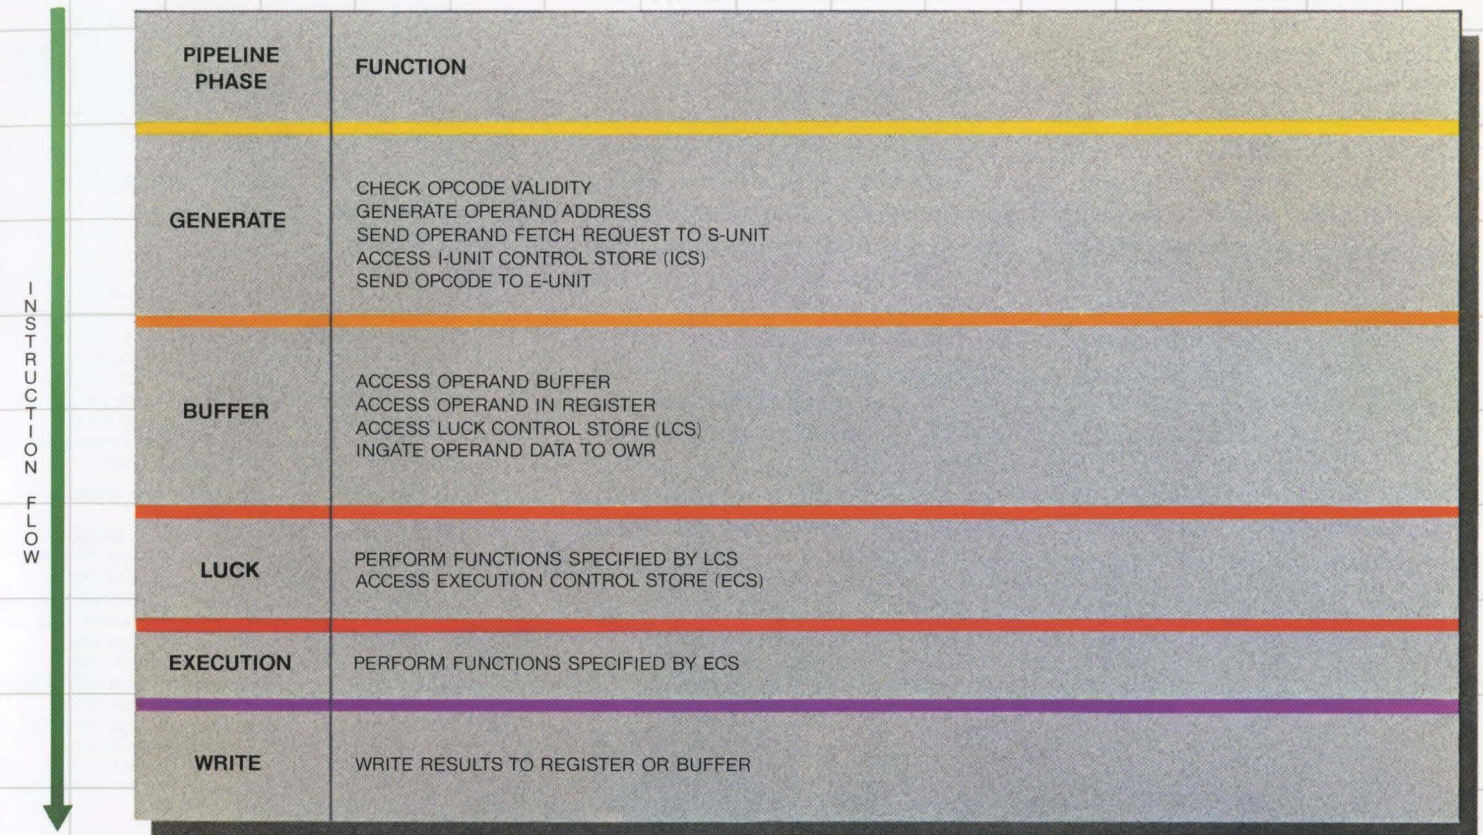 INSTRUCTION FLOW
PIPELINE
PHASE
FUNCTION
GENERATE
CHECK OPCODE VALIDITY
GENERATE OPERAND ADDRESS
SEND OPERAND FETCH REQUEST TO S-UNIT
ACCESS I-UNIT CONTROL STORE (ICS)
SEND OPCODE TO E-UNIT
BUFFER
ACCESS OPERAND BUFFER
ACCESS OPERAND IN REGISTER
ACCESS LUCK CONTROL STORE (LCS)
INGATE OPERAND DATA TO OWR
LUCK
PERFORM FUNCTIONS SPECIFIED BY LCS
ACCESS EXECUTION CONTROL STORE (ECS)
EXECUTION
PERFORM FUNCTIONS SPECIFIED BY ECS
WRITE
WRITE RESULTS TO REGISTER OR BUFFER